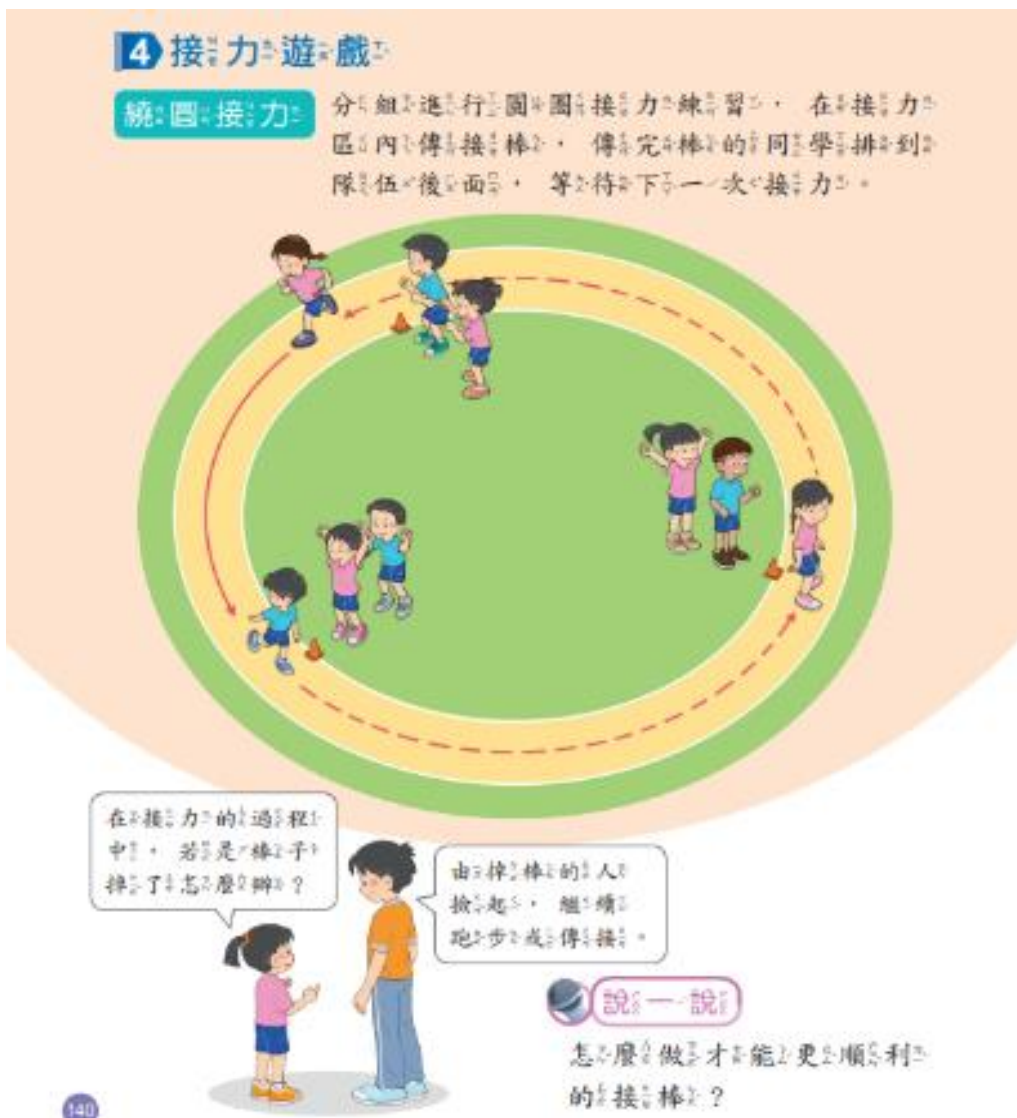 4 接力遊戲
繞圓接力
分組進行圓圈接力練習，在接力
區內傳接棒，傳完棒的同學排到
隊伍後面，等待下一次接力。
在接力的過程
中，若是棒子
掉了怎麼辦？
由掉棒的人
撿起，繼續
跑步或傳接。
說一說
怎麼做才能更順利
的接棒？
140